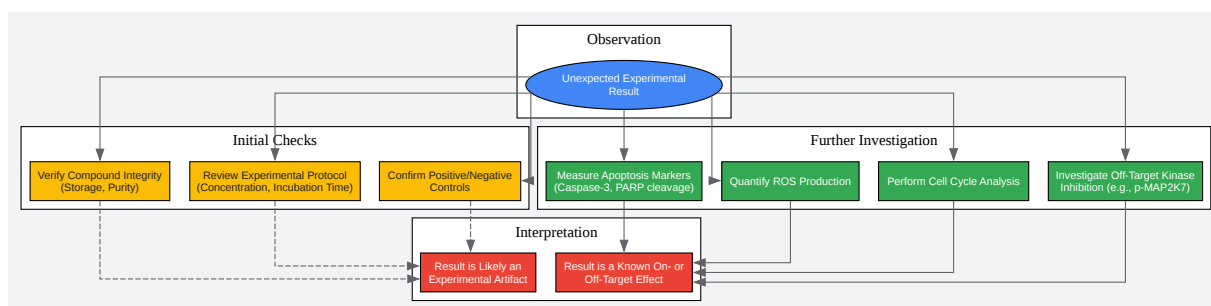 Observation
Unexpected Experimental
Result
Initial Checks
Verify Compound Integrity
(Storage, Purity)
Review Experimental Protocol
(Concentration, Incubation Time)
Confirm Positive/Negative
Controls
Further Investigation
Measure Apoptosis Markers
(Caspase-3, PARP cleavage)
Quantify ROS Production
Perform Cell Cycle Analysis
Investigate Off-Target Kinase
Inhibition (e.g., p-MAP2K7)
Interpretation
Result is Likely an
Experimental Artifact
Result is a Known On- or
Off-Target Effect